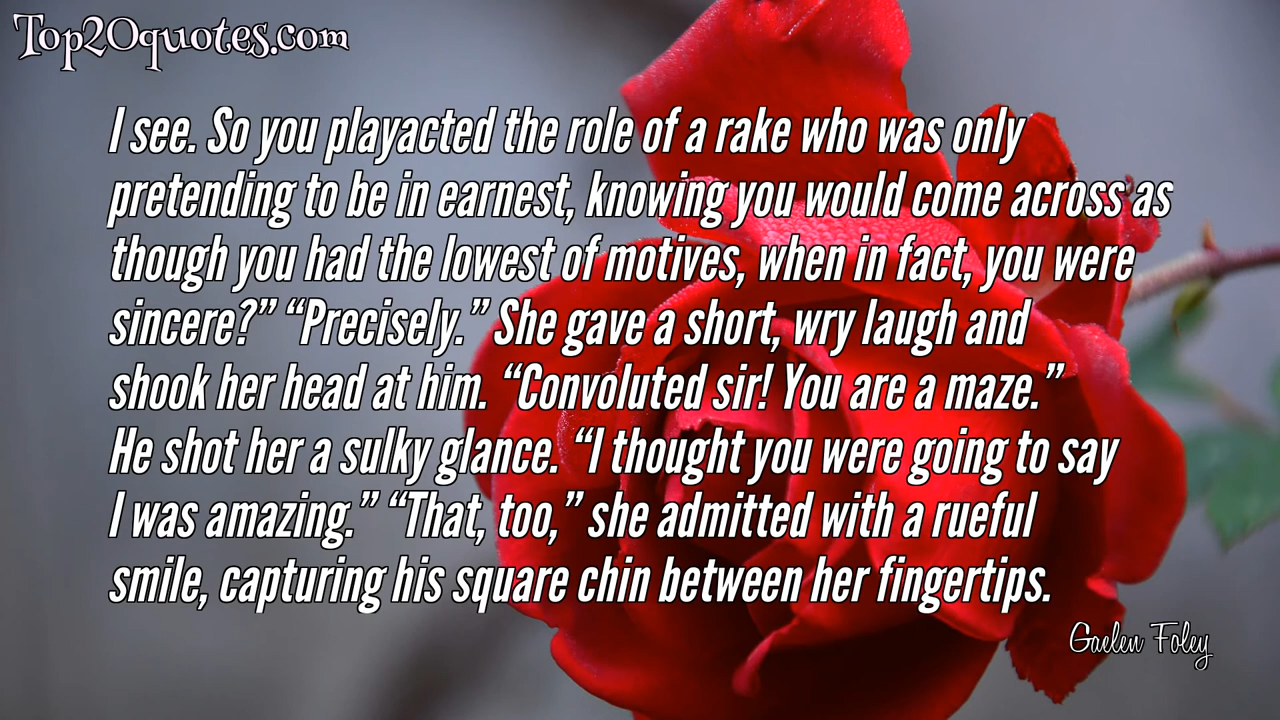 Top20quotes.com
I see. So you playacted the role of a rake who was only
pretending to be in earnest, knowing you would come across as
though you had the lowest of motives, when in fact, you were
sincere?” “Precisely.” She gave a short, wry laugh and
shook her head at him. “Convoluted sir! You are a maze.”
He shot her a sulky glance. “I thought you were going to say
I was amazing.” “That, too,” she admitted with a rueful
smile, capturing his square chin between her fingertips.
Gaelen Foley